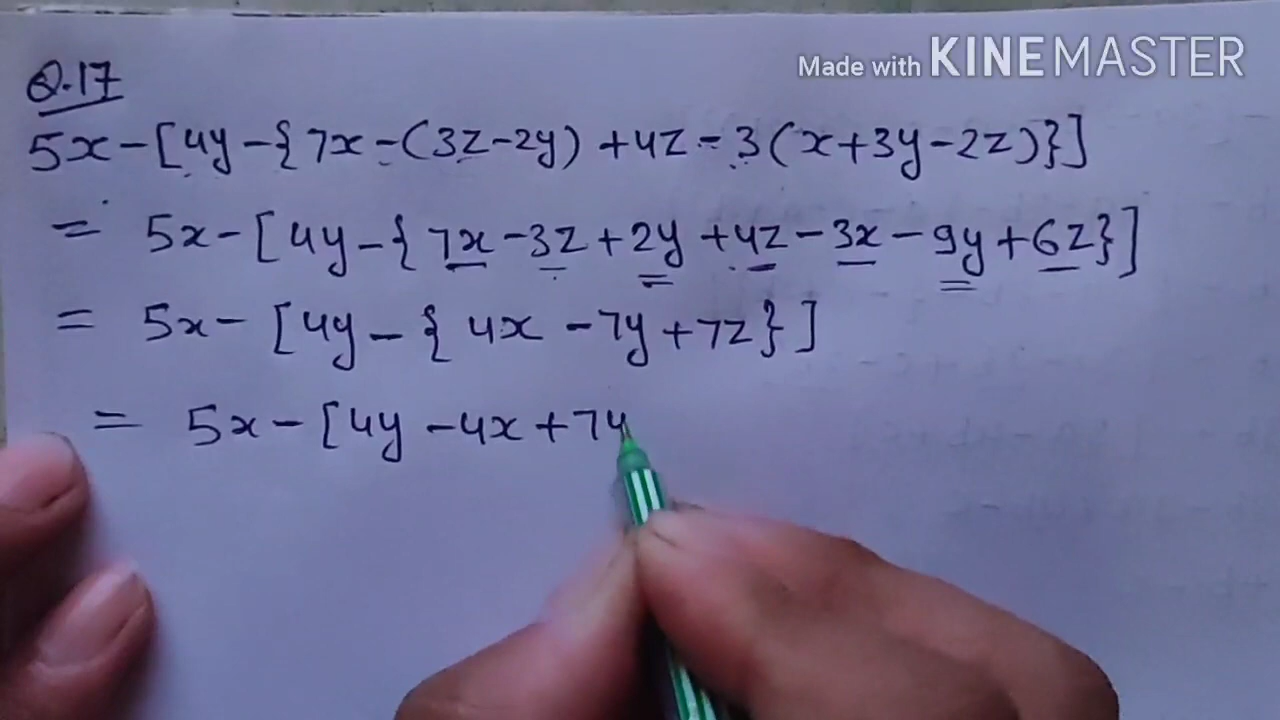 Made with KINEMASTER
Q.17
5x-[4y-{7x-(3z-2y)+4z-3(x+3y-2z)}]
= 5x-[4y-{7x-3z+2y+4z-3x-9y+6z}]
= 5x-[4y-{4x-7y+7z}]
= 5x-[4y-4x+7y